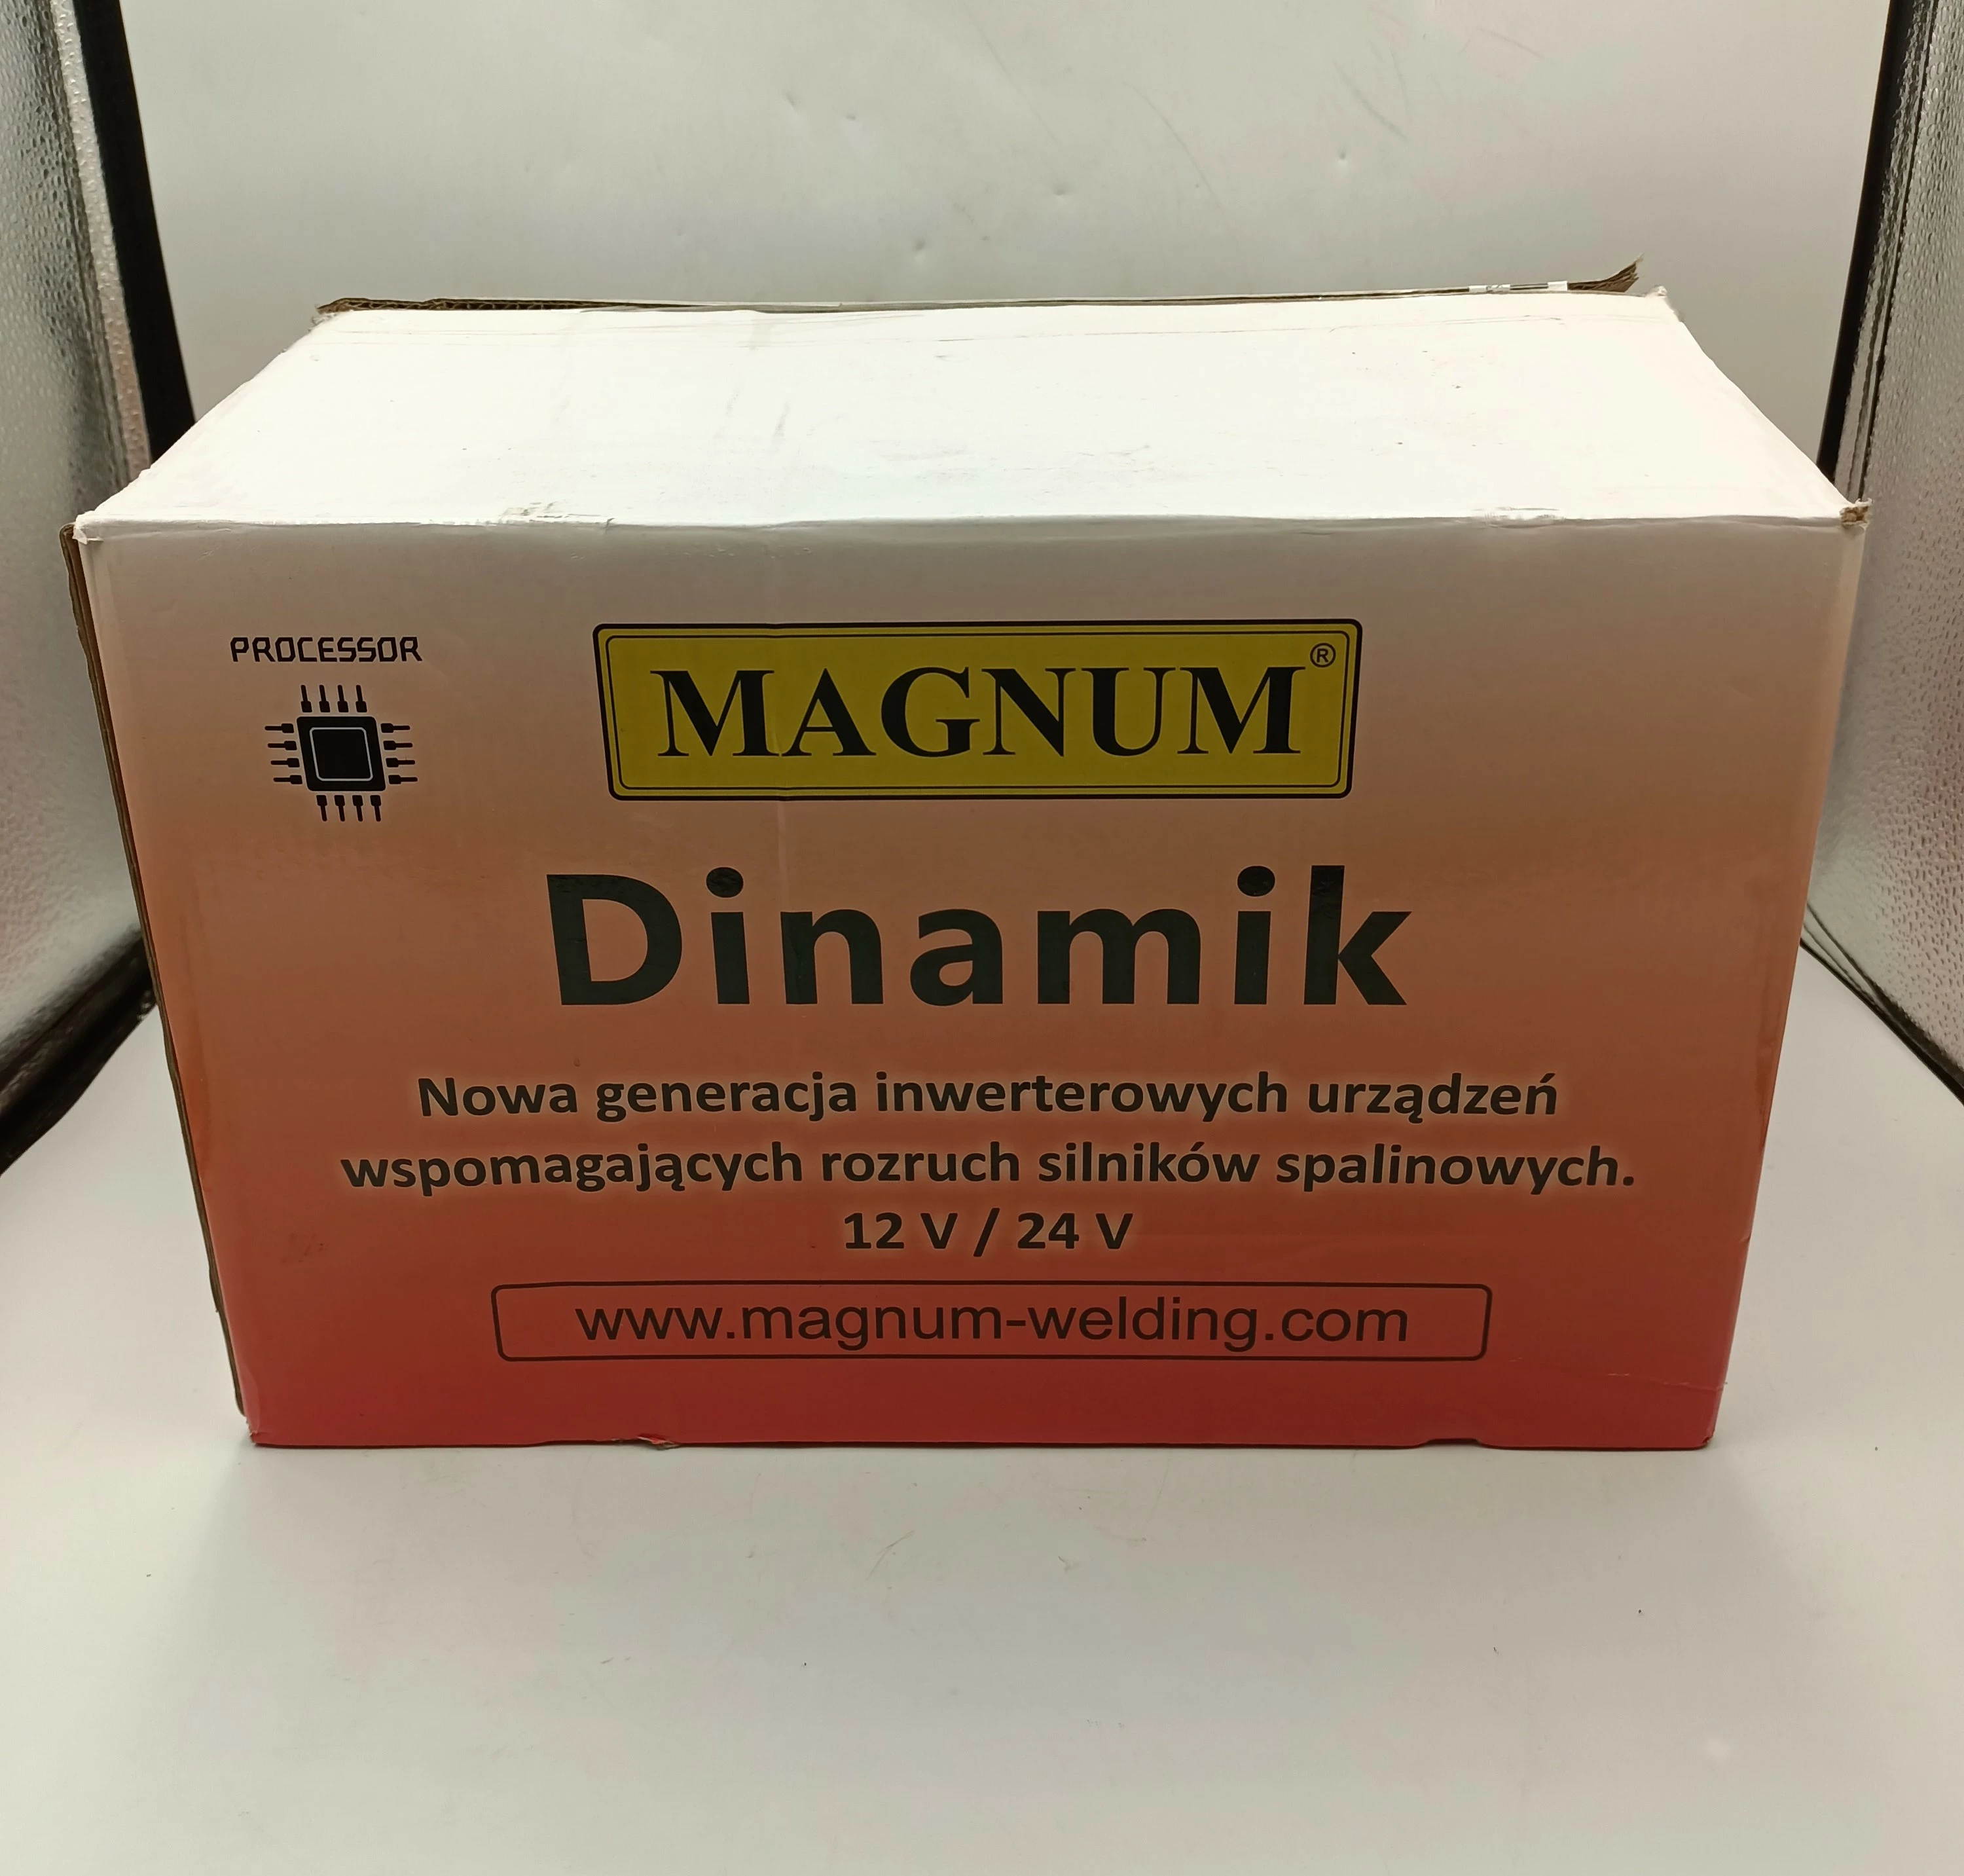 PROCESSOR
MAGNUM®
Dinamik
Nowa generacja inwerterowych urządzeń
wspomagających rozruch silników spalinowych.
12 V / 24 V
www.magnum-welding.com